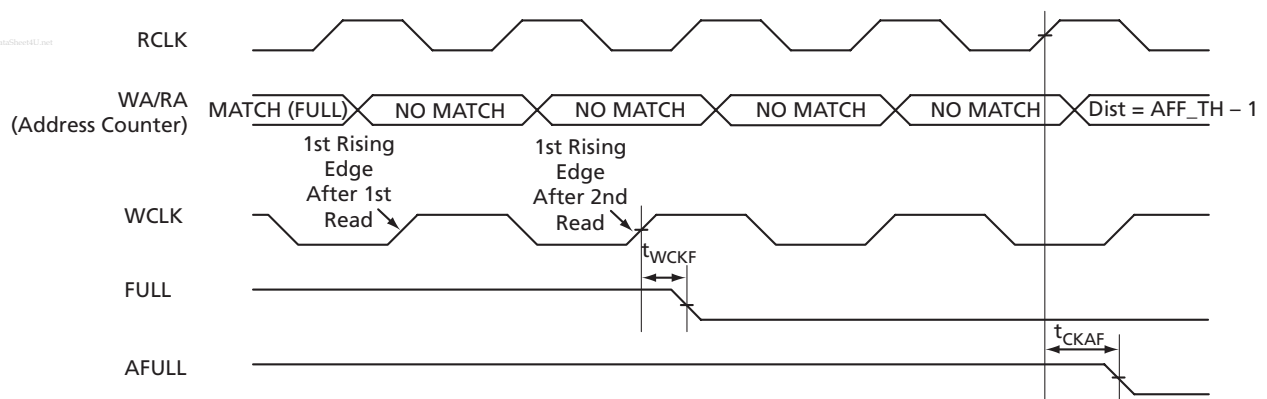 RCLK
WA/RA
(Address Counter)
MATCH (FULL)
NO MATCH
NO MATCH
NO MATCH
NO MATCH
Dist = AFF_TH – 1
1st Rising
Edge
After 1st
Read
1st Rising
Edge
After 2nd
Read
WCLK
tWCKF
FULL
tCKAF
AFULL